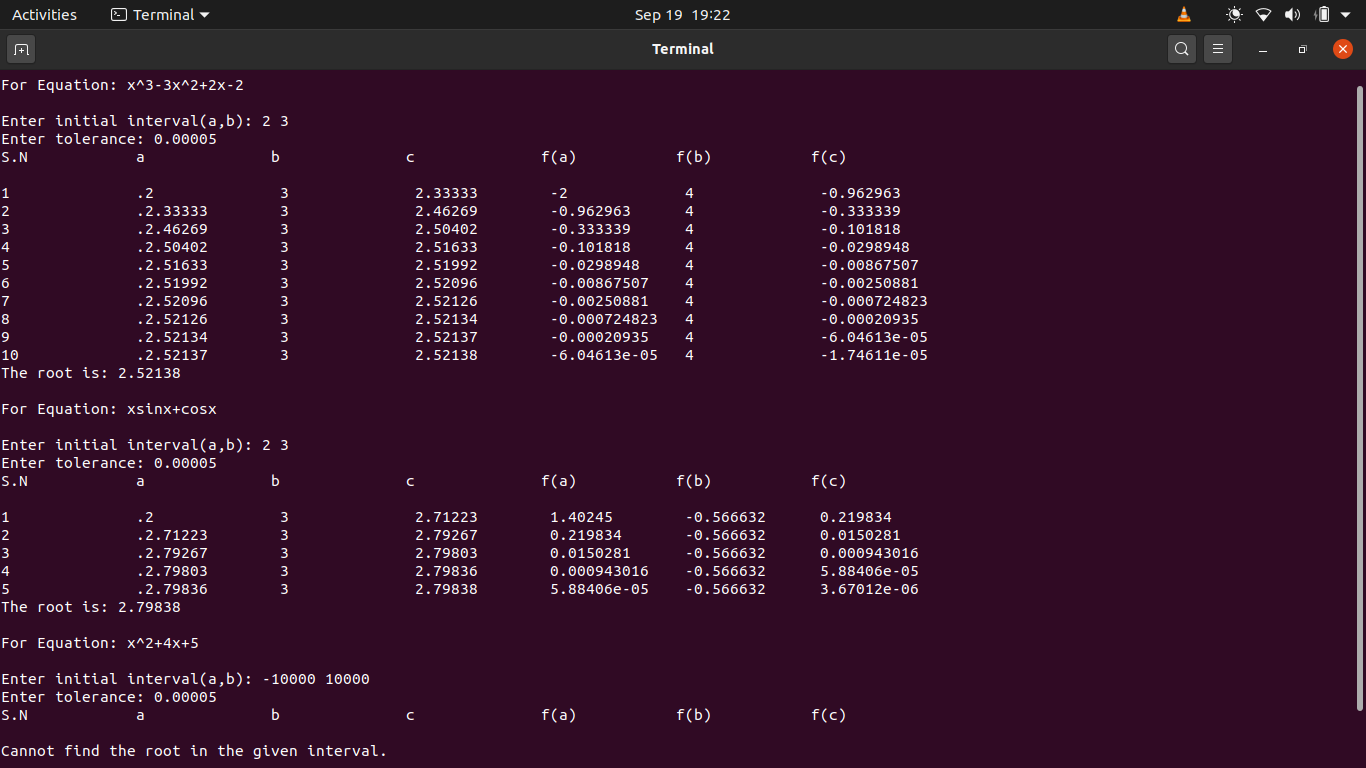 Activities Terminal Sep 19 19:22
Terminal
For Equation: x^3-3x^2+2x-2
Enter initial interval(a,b): 2 3
Enter tolerance: 0.00005
S.N a b c f(a) f(b) f(c)
1 .2 3 2.33333 -2 4 -0.962963
2 .2.33333 3 2.46269 -0.962963 4 -0.333339
3 .2.46269 3 2.50402 -0.333339 4 -0.101818
4 .2.50402 3 2.51633 -0.101818 4 -0.0298948
5 .2.51633 3 2.51992 -0.0298948 4 -0.00867507
6 .2.51992 3 2.52096 -0.00867507 4 -0.00250881
7 .2.52096 3 2.52126 -0.00250881 4 -0.000724823
8 .2.52126 3 2.52134 -0.000724823 4 -0.00020935
9 .2.52134 3 2.52137 -0.00020935 4 -6.04613e-05
10 .2.52137 3 2.52138 -6.04613e-05 4 -1.74611e-05
The root is: 2.52138
For Equation: xsinx+cosx
Enter initial interval(a,b): 2 3
Enter tolerance: 0.00005
S.N a b c f(a) f(b) f(c)
1 .2 3 2.71223 1.40245 -0.566632 0.219834
2 .2.71223 3 2.79267 0.219834 -0.566632 0.0150281
3 .2.79267 3 2.79803 0.0150281 -0.566632 0.000943016
4 .2.79803 3 2.79836 0.000943016 -0.566632 5.88406e-05
5 .2.79836 3 2.79838 5.88406e-05 -0.566632 3.67012e-06
The root is: 2.79838
For Equation: x^2+4x+5
Enter initial interval(a,b): -10000 10000
Enter tolerance: 0.00005
S.N a b c f(a) f(b) f(c)
Cannot find the root in the given interval.